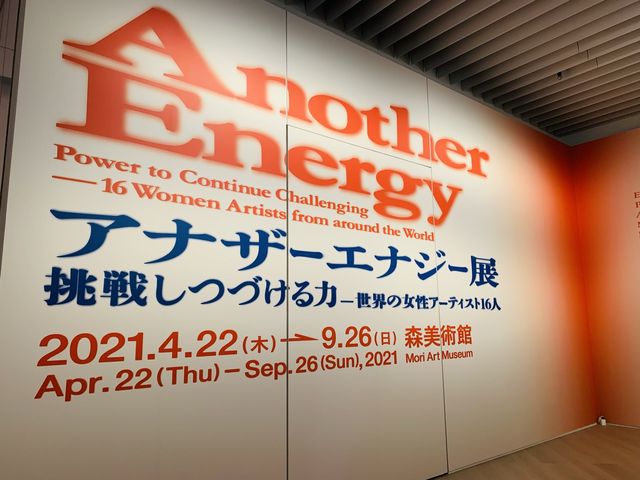 Another
Energy
Power to Continue Challenging
—16 Women Artists from around the World
アナザーエナジー展
挑戦しつづける力―世界の女性アーティスト16人
2021.4.22(木)→9.26(日) 森美術館
Apr.22(Thu)–Sep.26(Sun),2021 Mori Art Museum